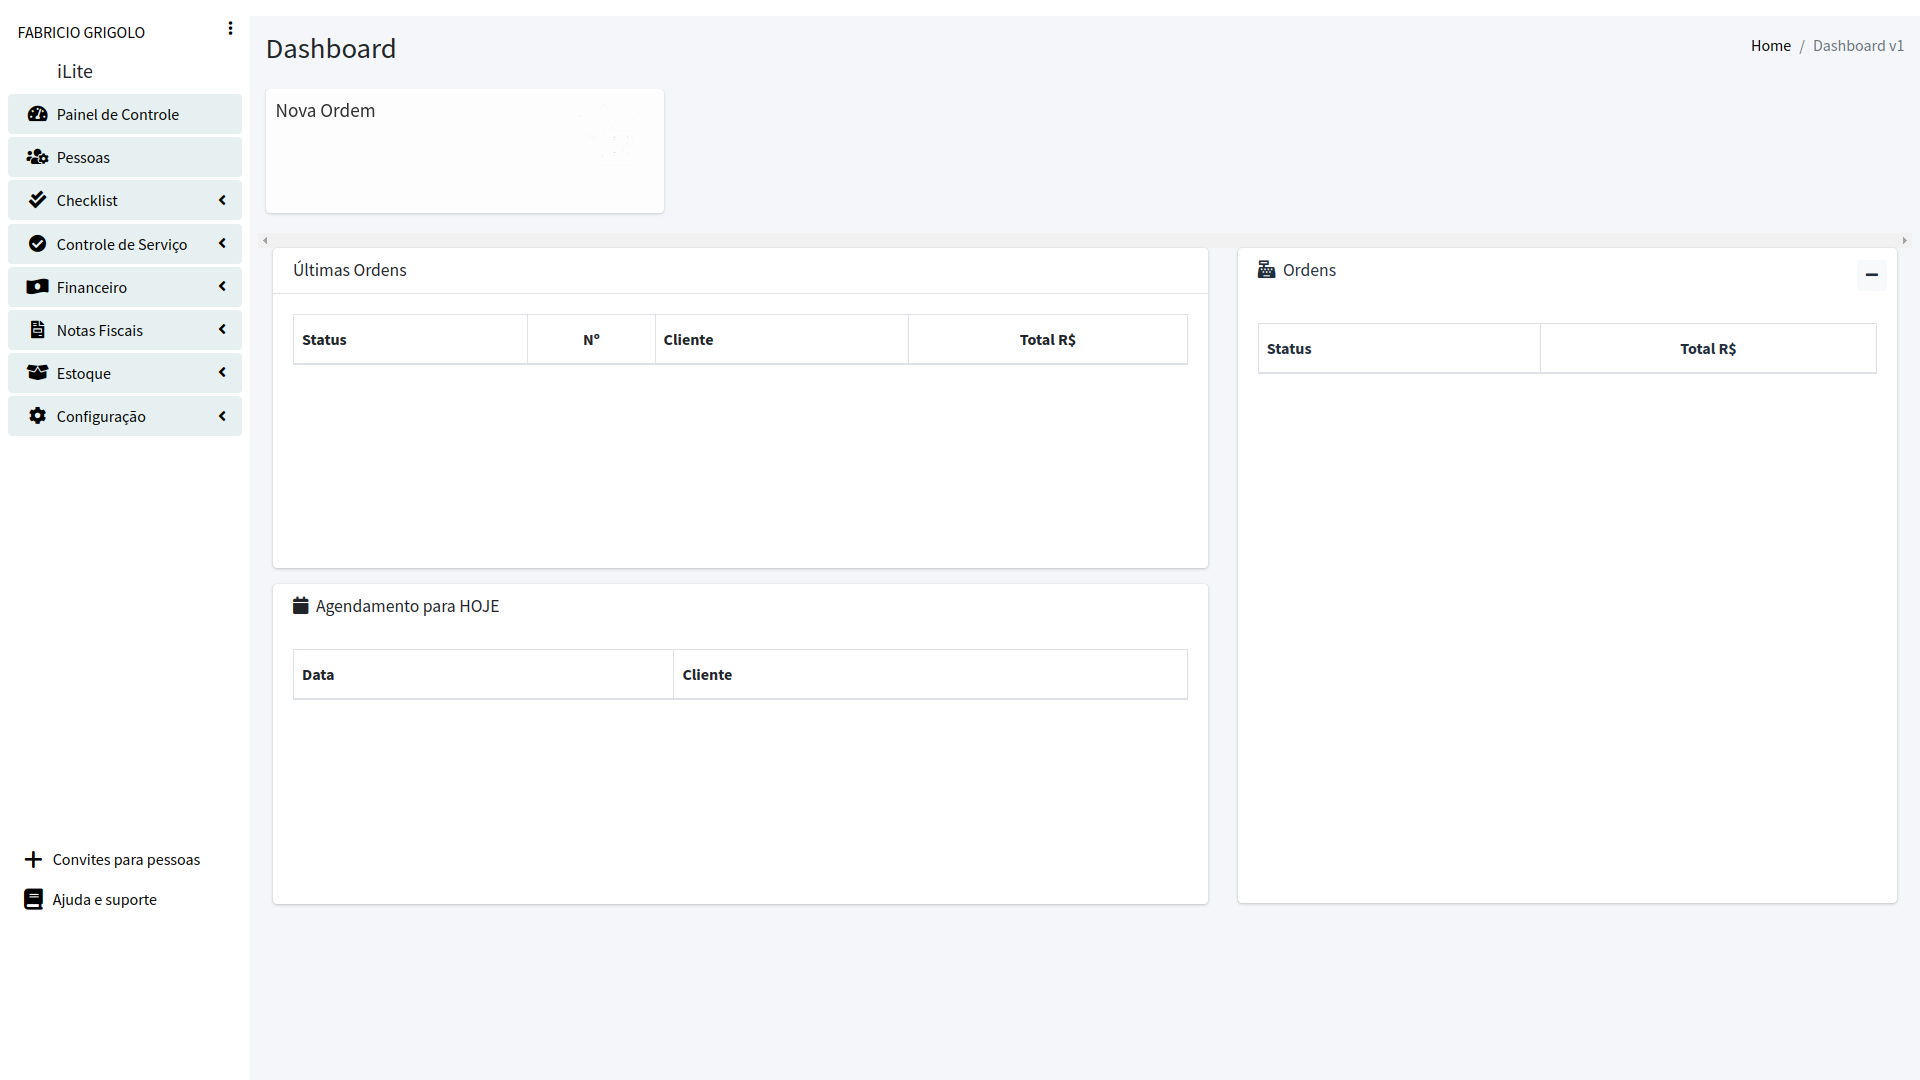 FABRICIO GRIGOLO
iLite
Painel de Controle
Pessoas
Checklist
Controle de Serviço
Financeiro
Notas Fiscais
Estoque
Configuração
Convites para pessoas
Ajuda e suporte
Dashboard
Home / Dashboard v1
Nova Ordem
Últimas Ordens
Status Nº Cliente Total R$
Agendamento para HOJE
Data Cliente
Ordens
Status Total R$